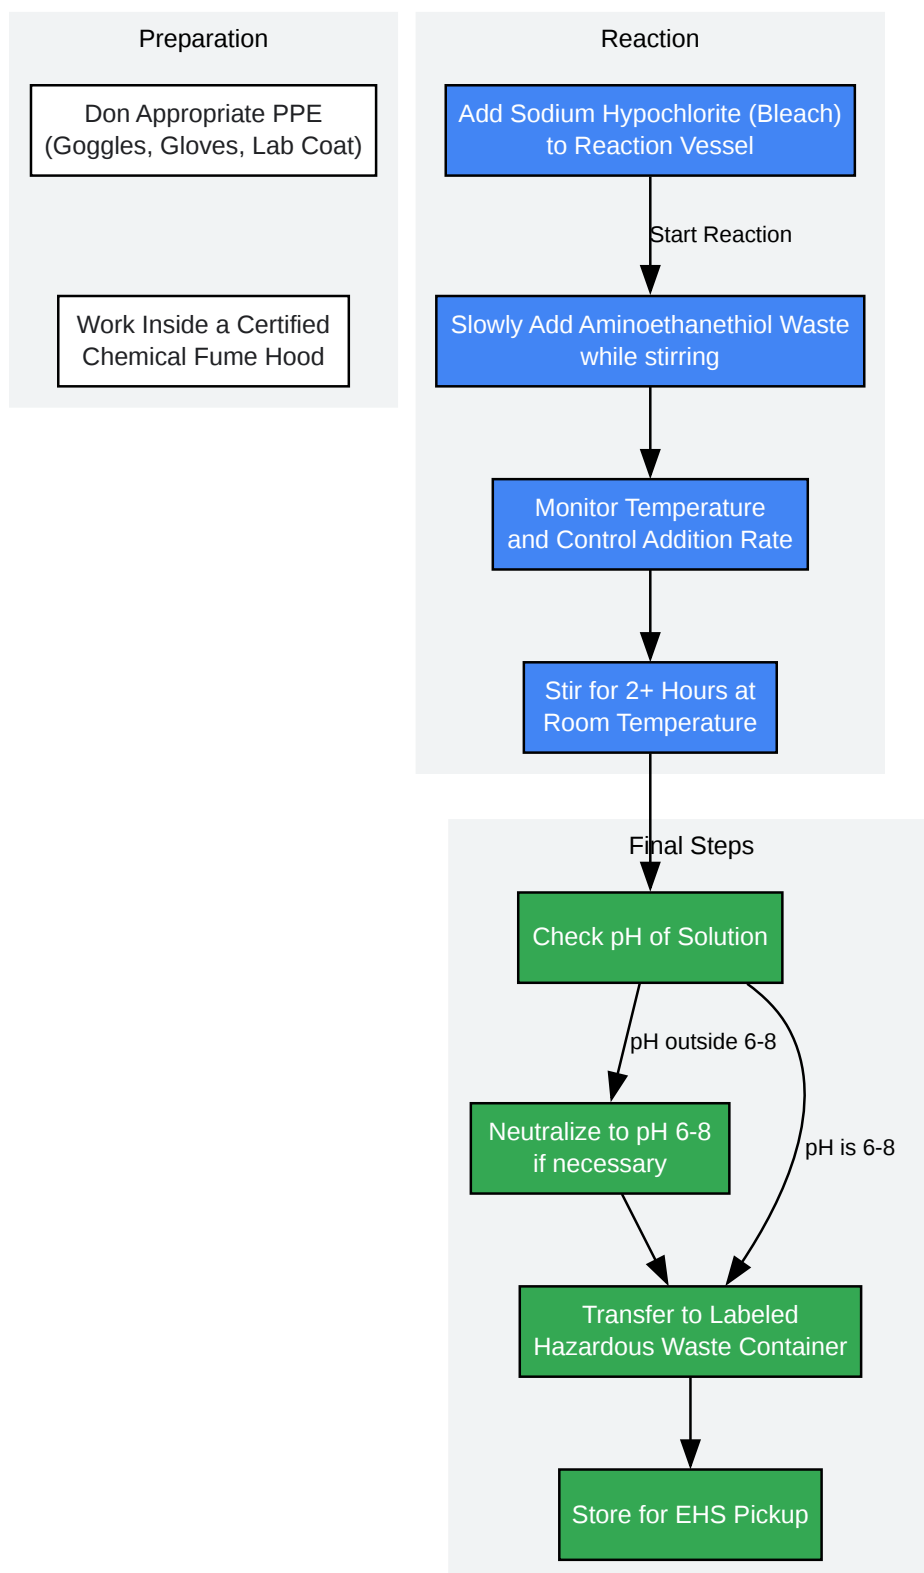 Preparation
Don Appropriate PPE
(Goggles, Gloves, Lab Coat)
Work Inside a Certified
Chemical Fume Hood
Reaction
Add Sodium Hypochlorite (Bleach)
to Reaction Vessel
Start Reaction
Slowly Add Aminoethanethiol Waste
while stirring
Monitor Temperature
and Control Addition Rate
Stir for 2+ Hours at
Room Temperature
Final Steps
Check pH of Solution
pH outside 6-8
Neutralize to pH 6-8
if necessary
pH is 6-8
Transfer to Labeled
Hazardous Waste Container
Store for EHS Pickup